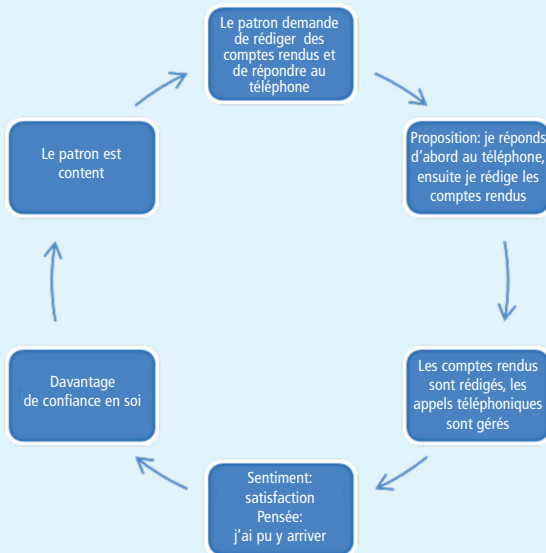 Le patron demande
de rédiger des
comptes rendus et
de répondre au
téléphone
Proposition: je réponds
d'abord au téléphone,
ensuite je rédige les
comptes rendus
Les comptes rendus
sont rédigés, les
appels téléphoniques
sont gérés
Sentiment:
satisfaction
Pensée:
j'ai pu y arriver
Davantage
de confiance en soi
Le patron est
content